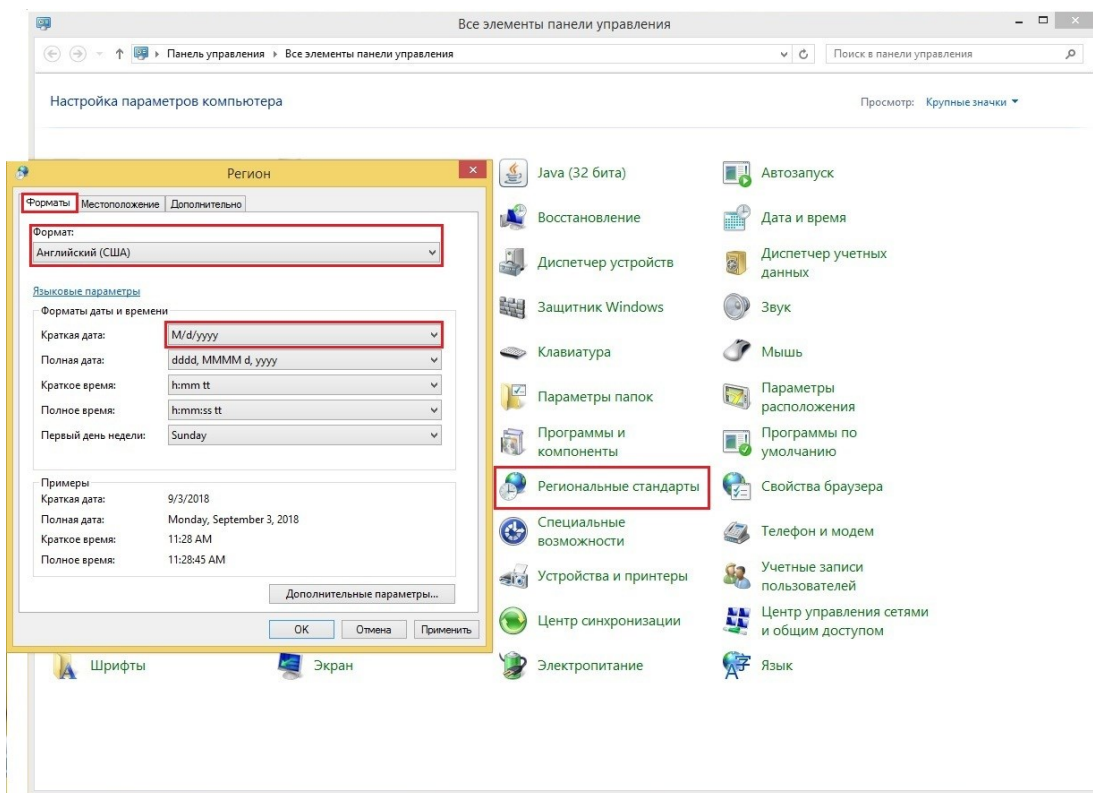 Все элементы панели управления
Панель управления Все элементы панели управления
Поиск в панели управления
Настройка параметров компьютера
Просмотр: Крупные значки
Регион
Форматы Местоположение Дополнительно
Формат:
Английский (США)
Языковые параметры
Форматы даты и времени
Краткая дата: M/d/yyyy
Полная дата: dddd, MMMM d, yyyy
Краткое время: h:mm tt
Полное время: h:mm:ss tt
Первый день недели: Sunday
Примеры
Краткая дата: 9/3/2018
Полная дата: Monday, September 3, 2018
Краткое время: 11:28 AM
Полное время: 11:28:45 AM
Дополнительные параметры...
ОК Отмена Применить
Java (32 бита) Автозапуск
Восстановление Дата и время
Диспетчер устройств Диспетчер учетных
данных
Защитник Windows Звук
Клавиатура Мышь
Параметры папок Параметры
расположения
Программы и Программы по
компоненты умолчанию
Региональные стандарты Свойства браузера
Специальные
возможности Телефон и модем
Устройства и принтеры Учетные записи
пользователей
Центр синхронизации Центр управления сетями
и общим доступом
Шрифты Экран Электропитание Язык